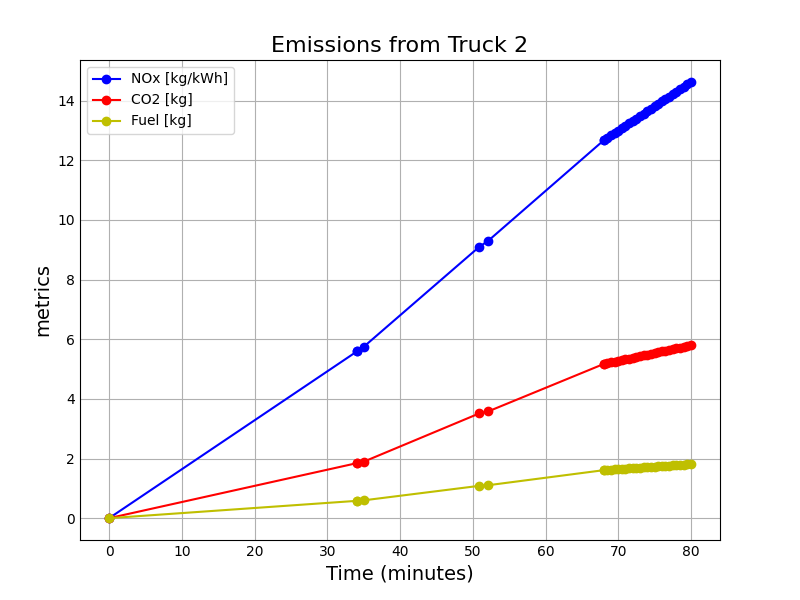 Emissions from Truck 2
NOx [kg/kWh]
CO2 [kg]
Fuel [kg]
metrics
14
12
10
8
6
4
2
0
0 10 20 30 40 50 60 70 80
Time (minutes)